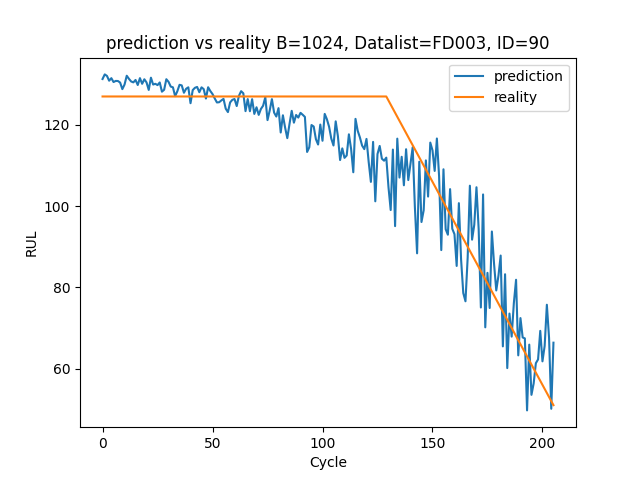 prediction vs reality B=1024, Datalist=FD003, ID=90
prediction
reality
120
100
80
60
RUL
0
50
100
150
200
Cycle